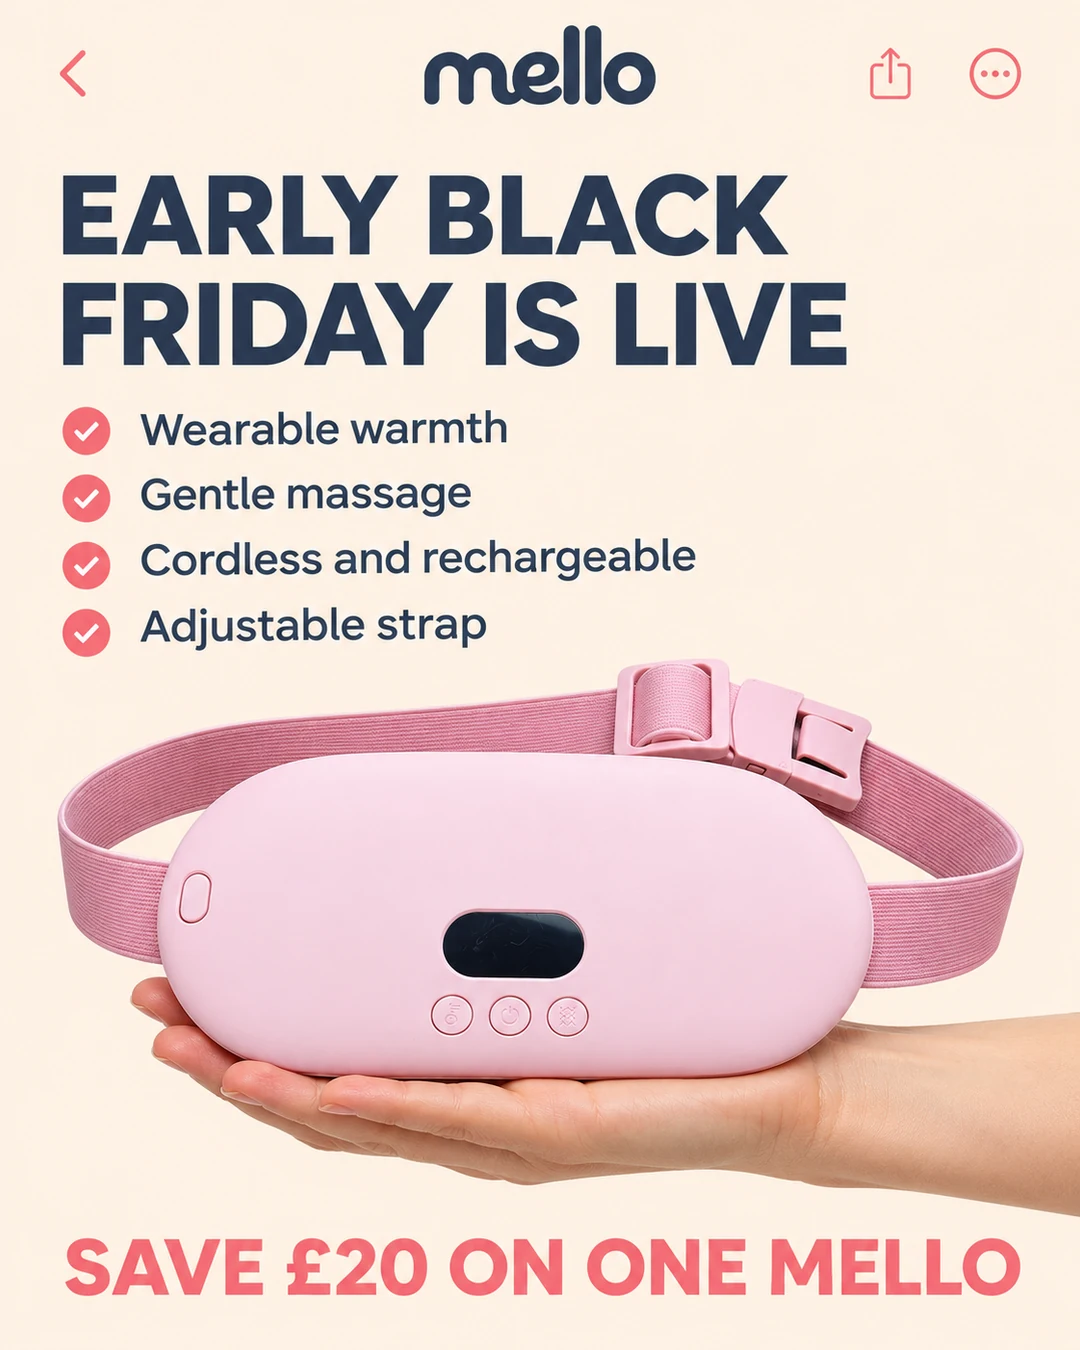 mello
EARLY BLACK
FRIDAY IS LIVE
Wearable warmth
Gentle massage
Cordless and rechargeable
Adjustable strap
SAVE £20 ON ONE MELLO